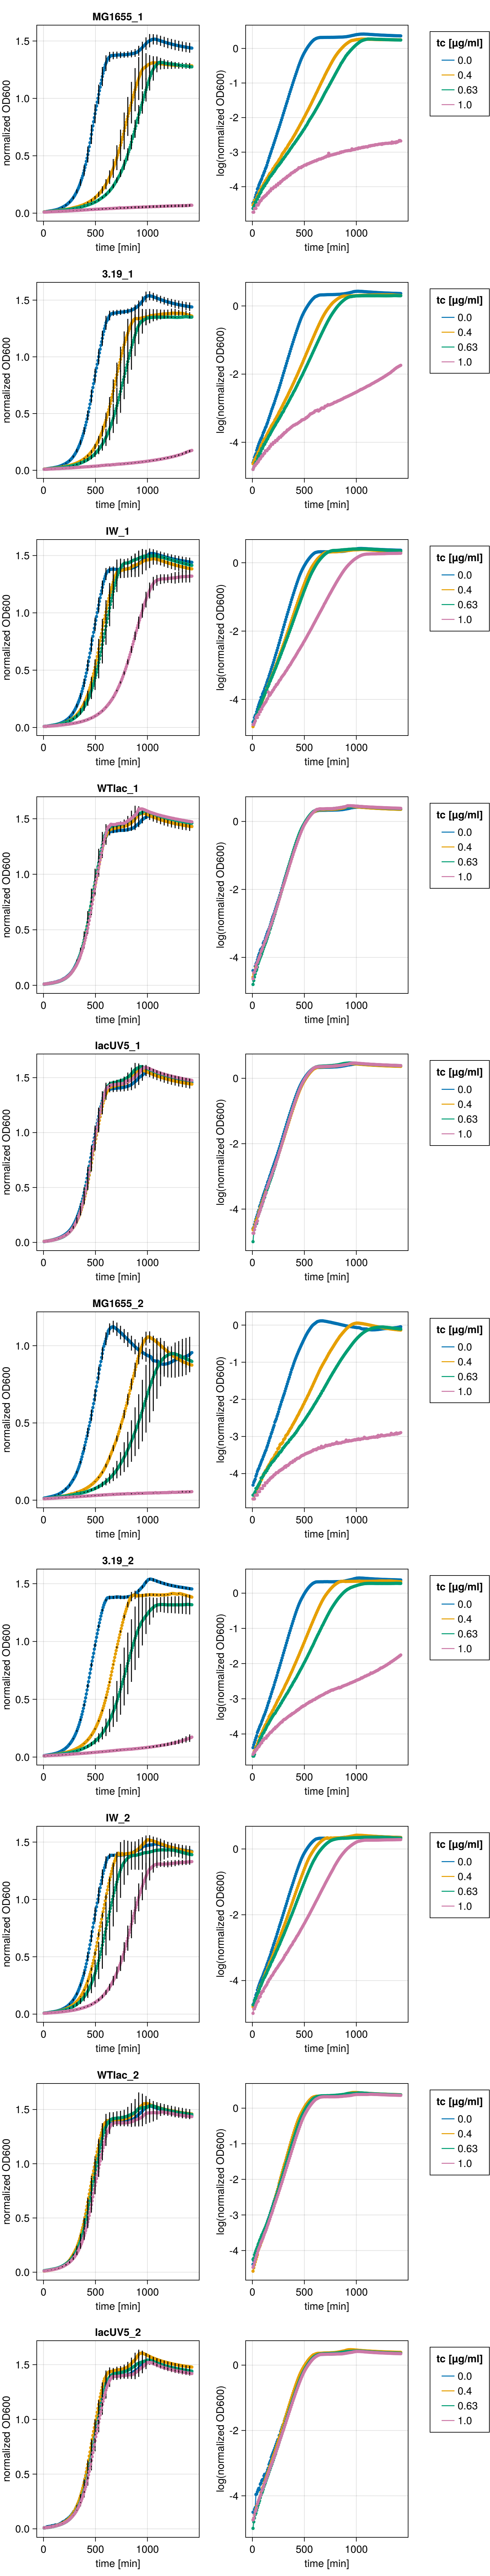 MG1655_1
normalized OD600
1.5
1.0
0.5
0.0
0 500 1000
time [min]
log(normalized OD600)
0
-1
-2
-3
-4
0 500 1000
time [min]
tc [µg/ml]
0.0
0.4
0.63
1.0
3.19_1
normalized OD600
1.5
1.0
0.5
0.0
0 500 1000
time [min]
log(normalized OD600)
0
-2
-4
0 500 1000
time [min]
tc [µg/ml]
0.0
0.4
0.63
1.0
IW_1
normalized OD600
1.5
1.0
0.5
0.0
0 500 1000
time [min]
log(normalized OD600)
0
-2
-4
0 500 1000
time [min]
tc [µg/ml]
0.0
0.4
0.63
1.0
WTlac_1
normalized OD600
1.5
1.0
0.5
0.0
0 500 1000
time [min]
log(normalized OD600)
0
-2
-4
0 500 1000
time [min]
tc [µg/ml]
0.0
0.4
0.63
1.0
lacUV5_1
normalized OD600
1.5
1.0
0.5
0.0
0 500 1000
time [min]
log(normalized OD600)
0
-2
-4
0 500 1000
time [min]
tc [µg/ml]
0.0
0.4
0.63
1.0
MG1655_2
normalized OD600
1.0
0.5
0.0
0 500 1000
time [min]
log(normalized OD600)
0
-1
-2
-3
-4
0 500 1000
time [min]
tc [µg/ml]
0.0
0.4
0.63
1.0
3.19_2
normalized OD600
1.5
1.0
0.5
0.0
0 500 1000
time [min]
log(normalized OD600)
0
-1
-2
-3
-4
0 500 1000
time [min]
tc [µg/ml]
0.0
0.4
0.63
1.0
IW_2
normalized OD600
1.5
1.0
0.5
0.0
0 500 1000
time [min]
log(normalized OD600)
0
-2
-4
0 500 1000
time [min]
tc [µg/ml]
0.0
0.4
0.63
1.0
WTlac_2
normalized OD600
1.5
1.0
0.5
0.0
0 500 1000
time [min]
log(normalized OD600)
0
-1
-2
-3
-4
0 500 1000
time [min]
tc [µg/ml]
0.0
0.4
0.63
1.0
lacUV5_2
normalized OD600
1.5
1.0
0.5
0.0
0 500 1000
time [min]
log(normalized OD600)
0
-2
-4
0 500 1000
time [min]
tc [µg/ml]
0.0
0.4
0.63
1.0